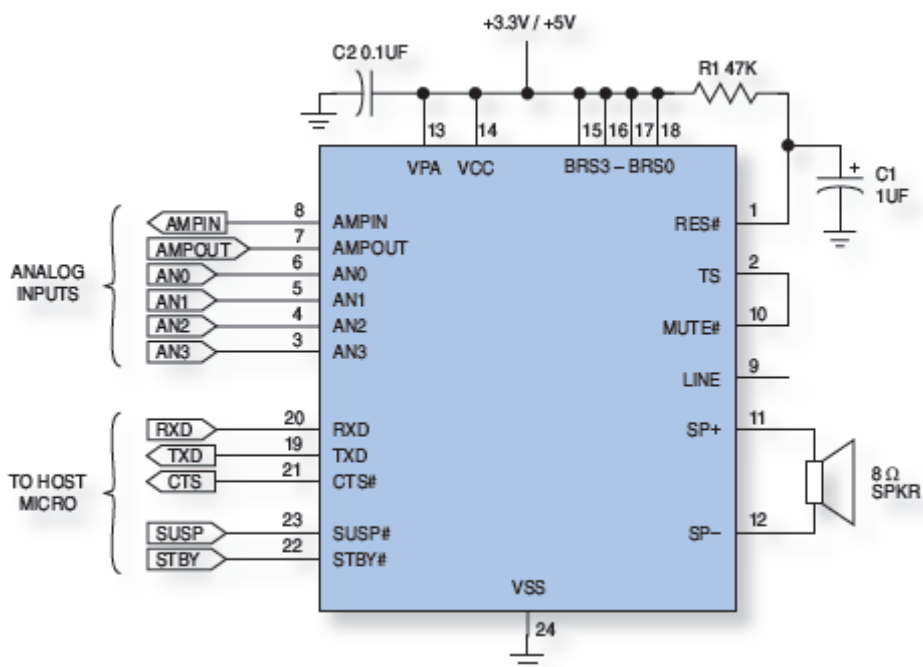 +3.3V / +5V
C2 0.1UF
R1 47K
13
14
15
16
17
18
VPA
VCC
BRS3 – BRS0
+
C1
1UF
ANALOG
INPUTS
AMPIN
8
AMPIN
AMPOUT
7
AMPOUT
AN0
6
AN0
AN1
5
AN1
AN2
4
AN2
AN3
3
AN3
RES#
1
TS
2
MUTE#
10
LINE
9
TO HOST
MICRO
RXD
20
RXD
TXD
19
TXD
CTS
21
CTS#
SUSP
23
SUSP#
STBY
22
STBY#
SP+
11
8 Ω
SPKR
SP–
12
VSS
24